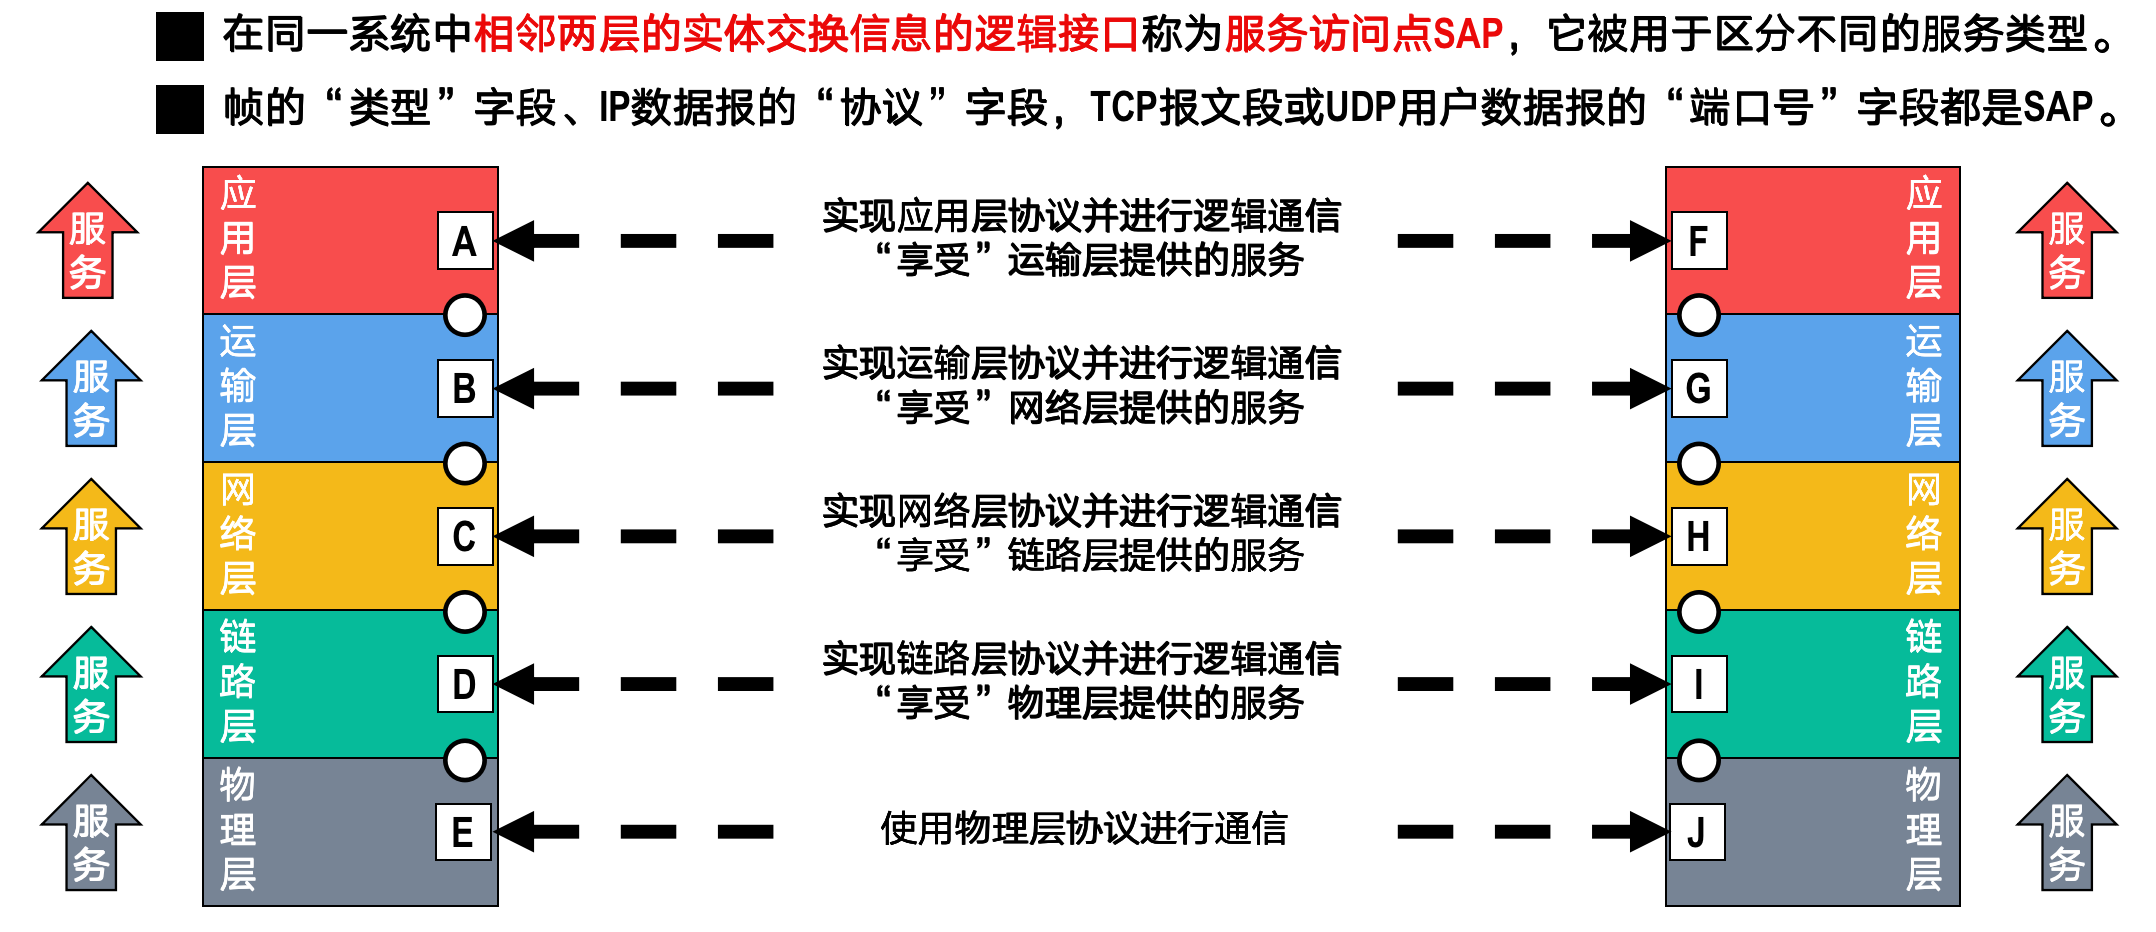 在同一系统中相邻两层的实体交换信息的逻辑接口称为服务访问点SAP，它被用于区分不同的服务类型。
帧的“类型”字段、IP数据报的“协议”字段，TCP报文段或UDP用户数据报的“端口号”字段都是SAP。
服务
应用层
A
实现应用层协议并进行逻辑通信
“享受”运输层提供的服务
F
应用层
服务
服务
运输层
B
实现运输层协议并进行逻辑通信
“享受”网络层提供的服务
G
运输层
服务
服务
网络层
C
实现网络层协议并进行逻辑通信
“享受”链路层提供的服务
H
网络层
服务
服务
链路层
D
实现链路层协议并进行逻辑通信
“享受”物理层提供的服务
I
链路层
服务
服务
物理层
E
使用物理层协议进行通信
J
物理层
服务